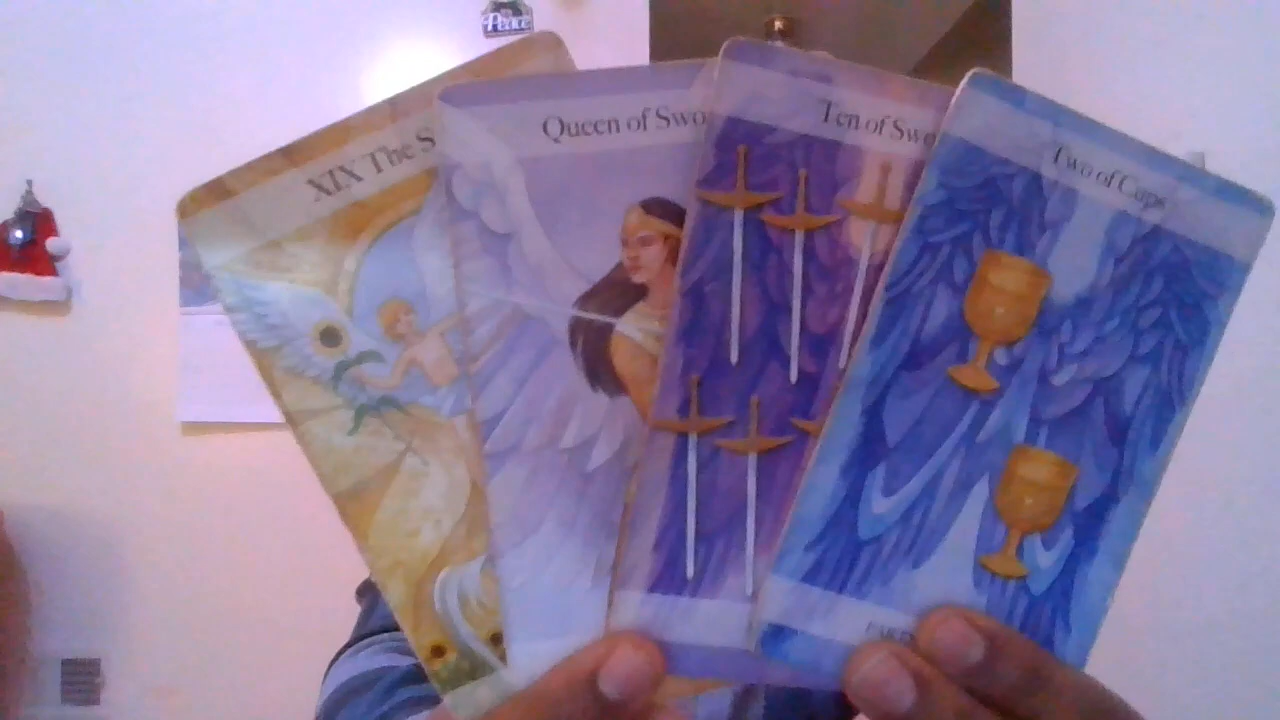 Peace
XIX The S
Queen of Swo
Ten of Swo
Two of Cups